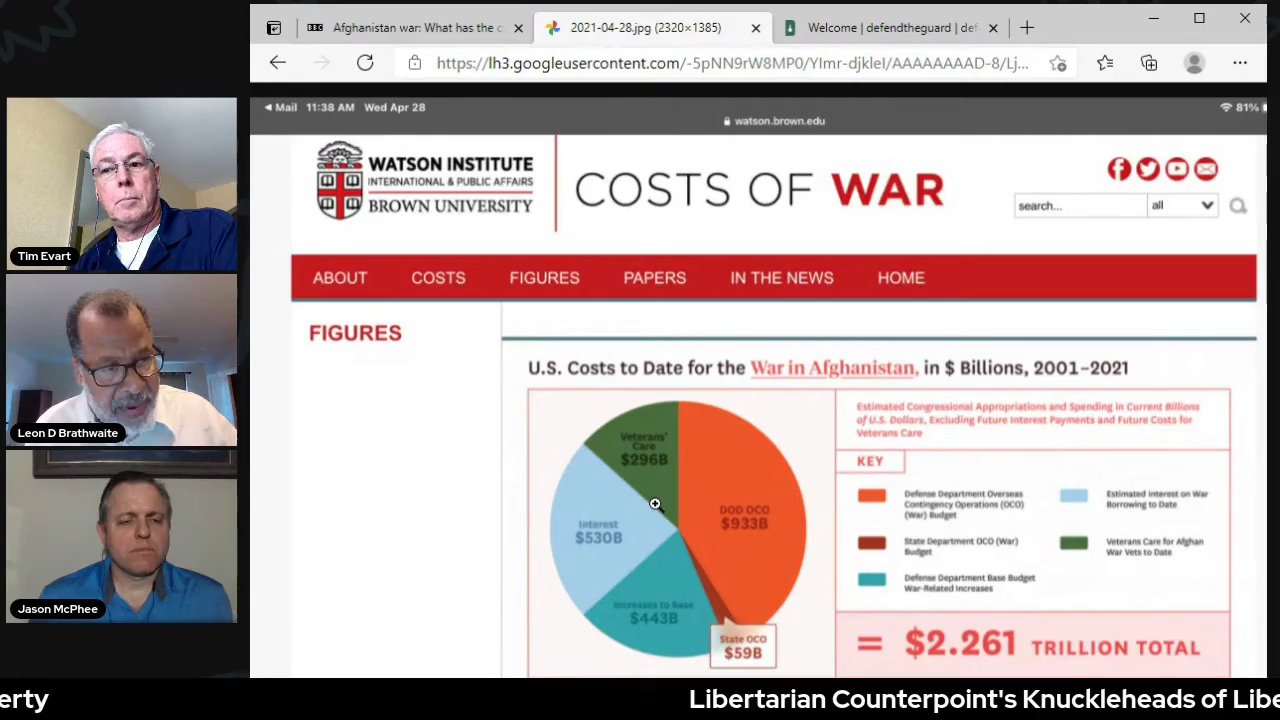 Afghanistan war: What has the c
2021-04-28.jpg (2320×1385)
Welcome | defendtheguard | def
https://lh3.googleusercontent.com/-5pNN9rW8MP0/YImr-djkleI/AAAAAAAAD-8/Lj...
Mail 11:38 AM Wed Apr 28
81%
watson.brown.edu
WATSON INSTITUTE
INTERNATIONAL & PUBLIC AFFAIRS
BROWN UNIVERSITY
COSTS OF WAR
search...
all
ABOUT COSTS FIGURES PAPERS IN THE NEWS HOME
FIGURES
U.S. Costs to Date for the War in Afghanistan, in $ Billions, 2001–2021
Veterans'
Care
$296B
DOD OCO
$933B
Interest
$530B
Increases to Base
$443B
State OCO
$59B
Estimated Congressional Appropriations and Spending in Current Billions
of U.S. Dollars, Excluding Future Interest Payments and Future Costs for
Veterans Care
KEY
Defense Department Overseas
Contingency Operations (OCO)
(War) Budget
State Department OCO (War)
Budget
Defense Department Base Budget
War-Related Increases
Estimated Interest on War
Borrowing to Date
Veterans Care for Afghan
War Vets to Date
= $2.261 TRILLION TOTAL
Tim Evart
Leon D Brathwaite
Jason McPhee
erty
Libertarian Counterpoint's Knuckleheads of Libe